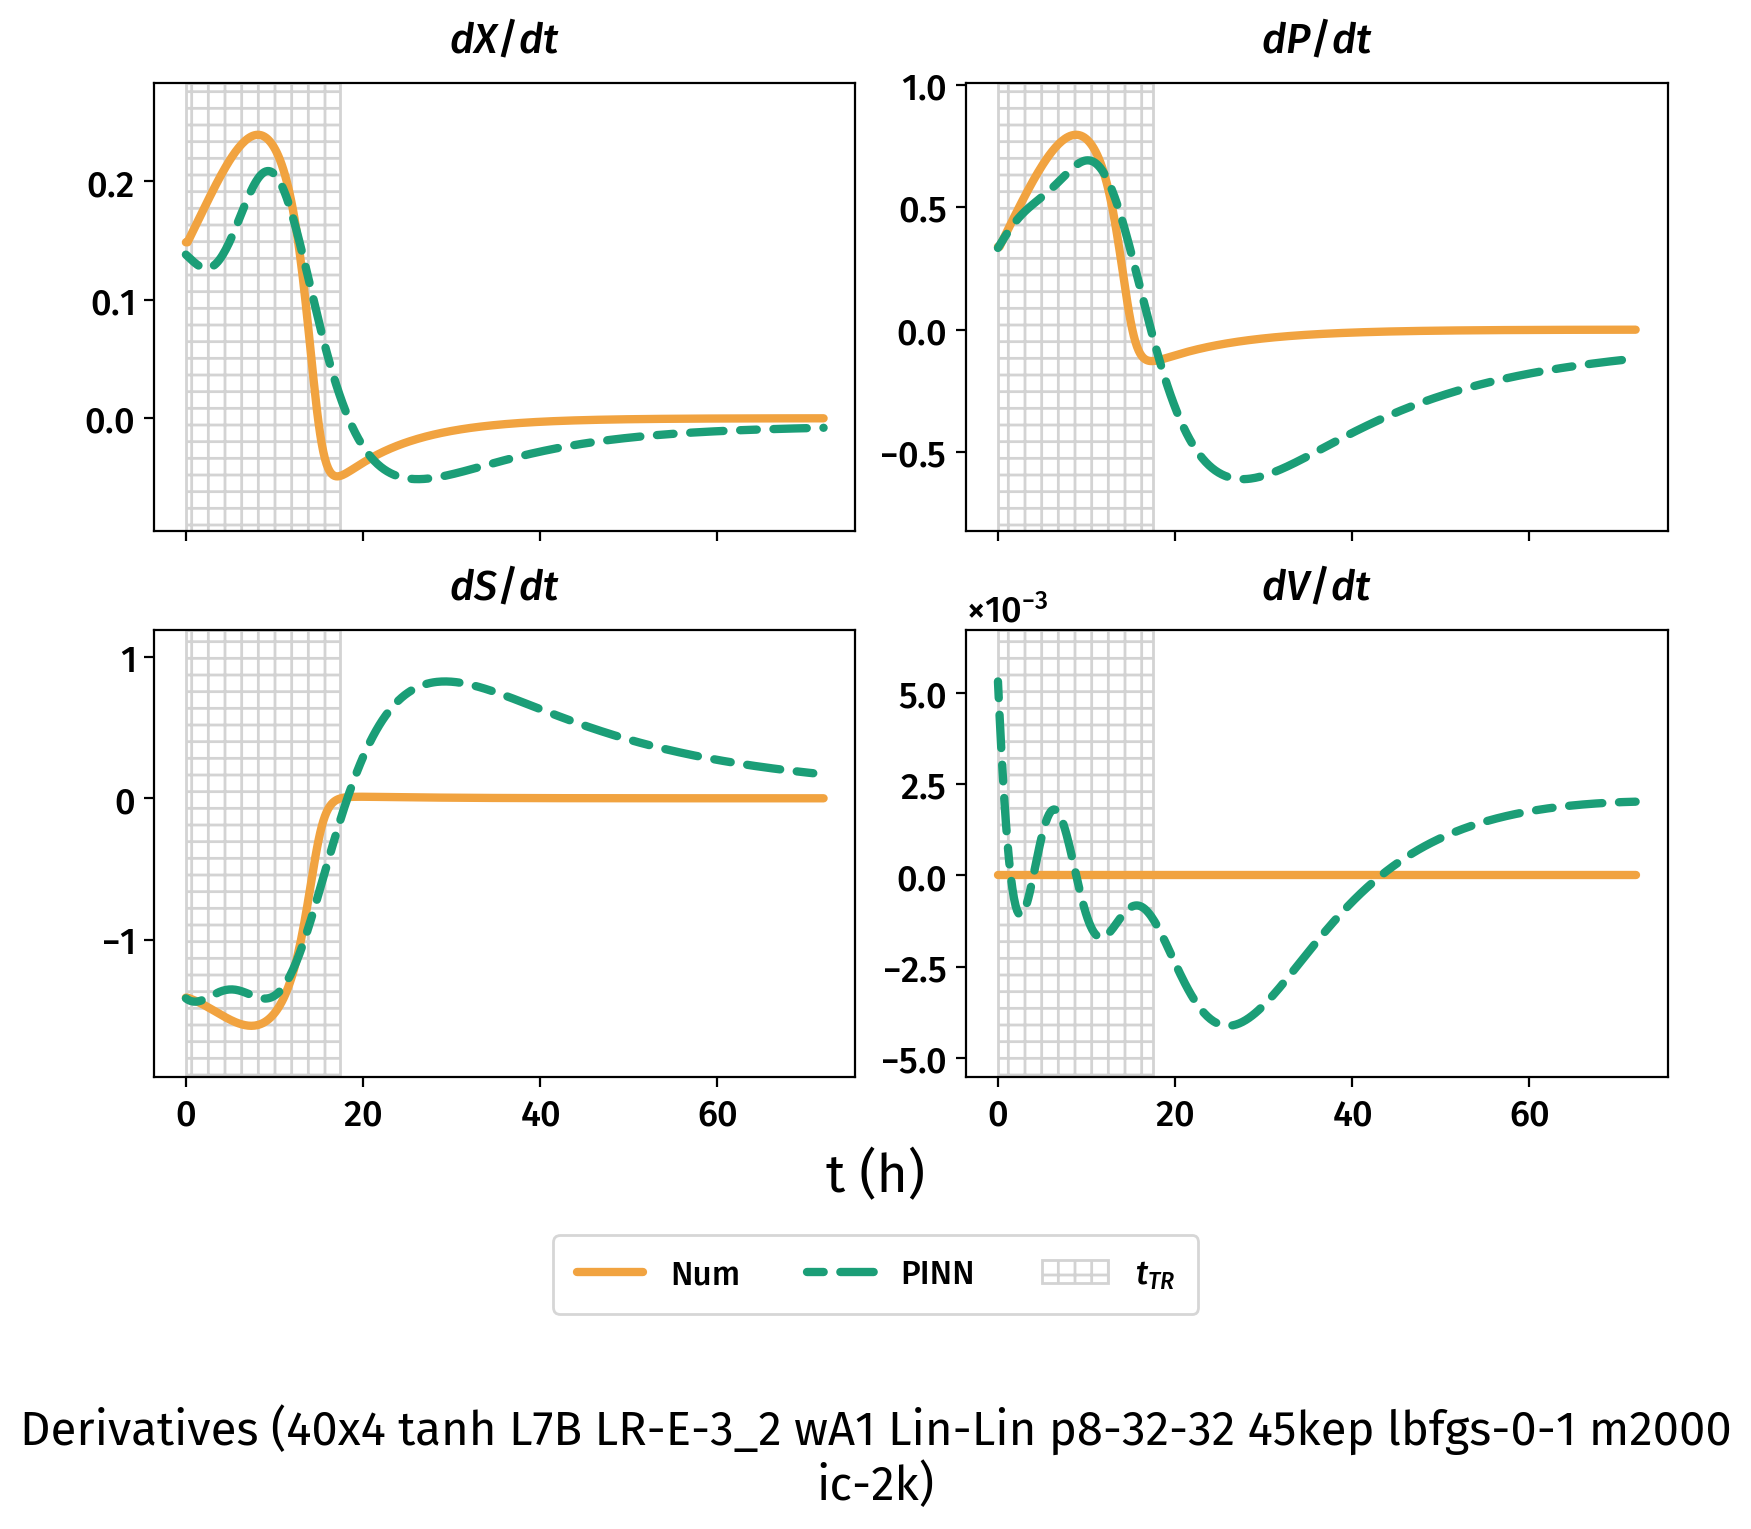 dX/dt
dP/dt
0.2
0.1
0.0
1.0
0.5
0.0
−0.5
dS/dt
dV/dt
×10⁻³
1
0
−1
5.0
2.5
0.0
−2.5
−5.0
0 20 40 60
0 20 40 60
t (h)
Num PINN t_TR
Derivatives (40x4 tanh L7B LR-E-3_2 wA1 Lin-Lin p8-32-32 45kep lbfgs-0-1 m2000
ic-2k)